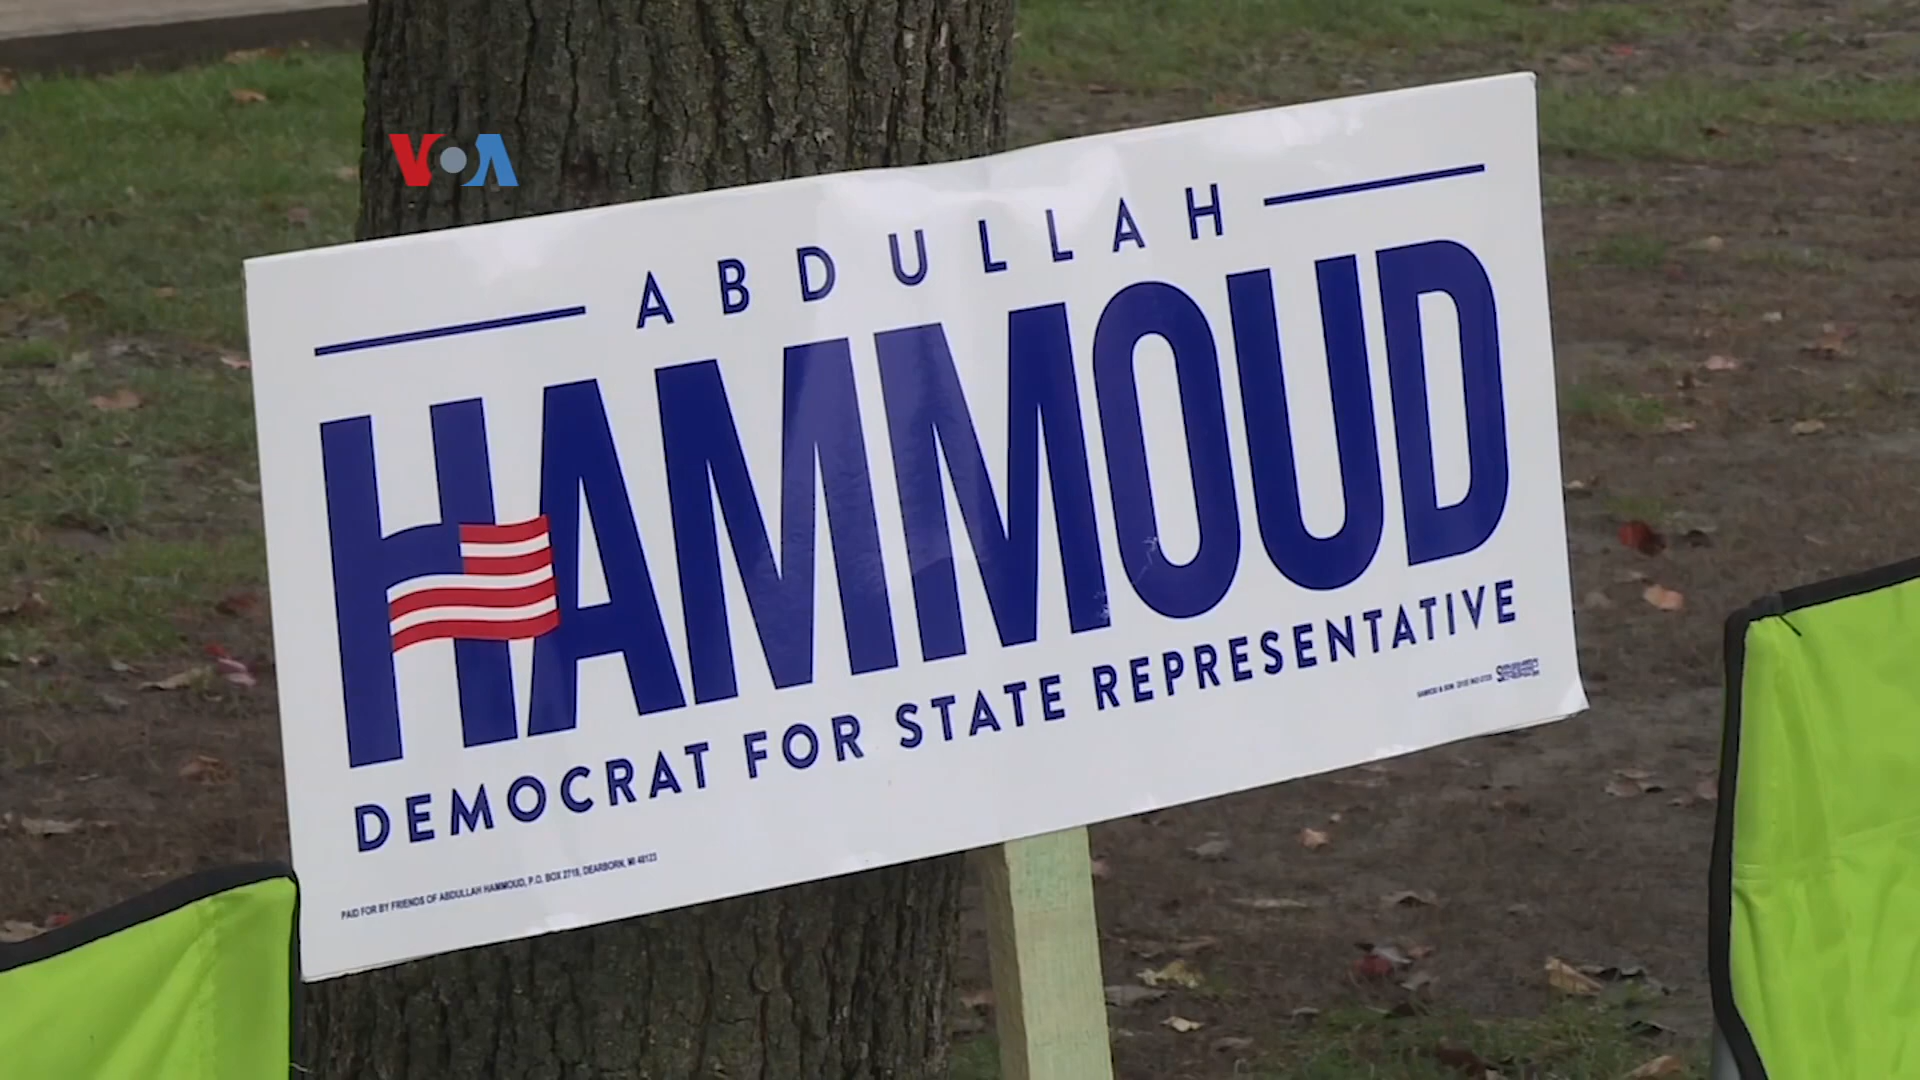 VOA
ABDULLAH
HAMMOUD
DEMOCRAT FOR STATE REPRESENTATIVE
PAID FOR BY FRIENDS OF ABDULLAH HAMMOUD, P.O. BOX 2719, DEARBORN, MI 48123